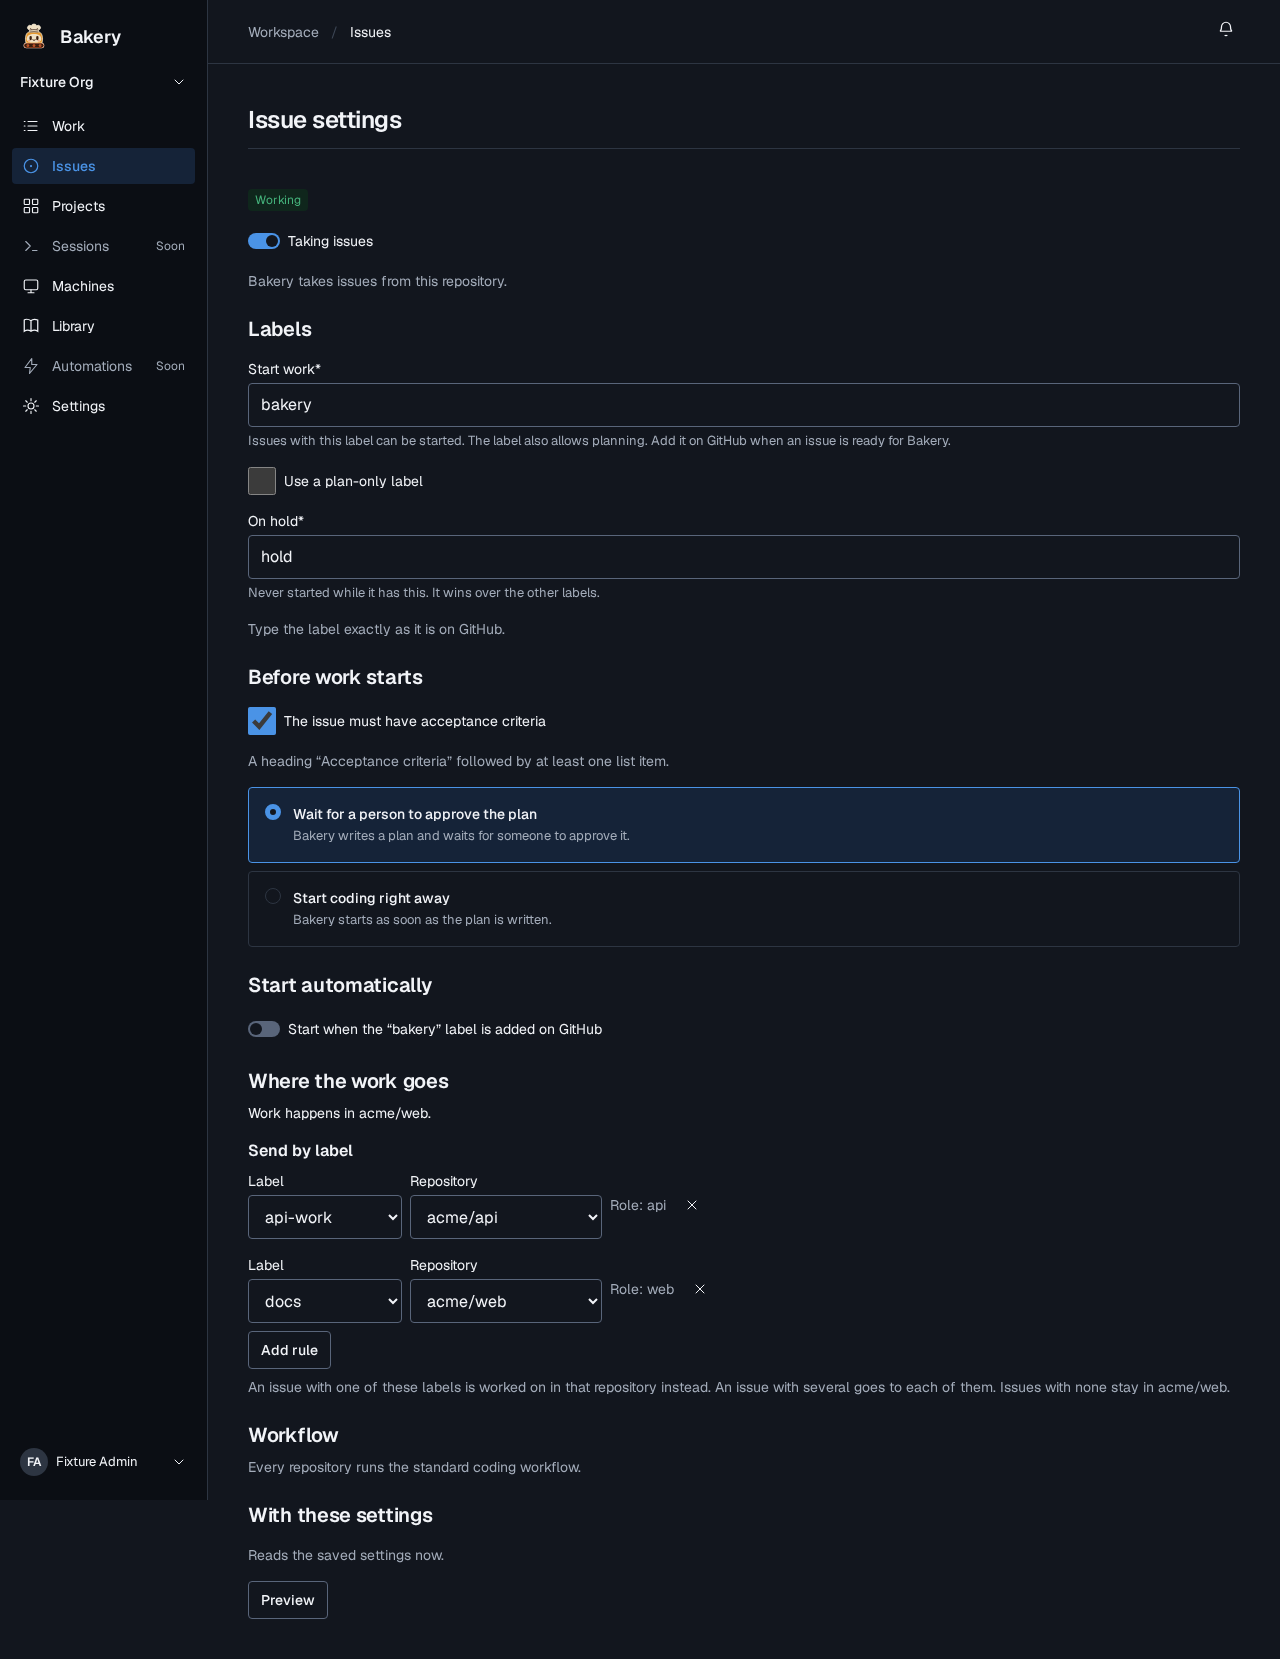 Bakery
Workspace / Issues
Fixture Org
Work
Issues
Projects
Sessions Soon
Machines
Library
Automations Soon
Settings
FA Fixture Admin
Issue settings
Working
Taking issues
Bakery takes issues from this repository.
Labels
Start work*
bakery
Issues with this label can be started. The label also allows planning. Add it on GitHub when an issue is ready for Bakery.
Use a plan-only label
On hold*
hold
Never started while it has this. It wins over the other labels.
Type the label exactly as it is on GitHub.
Before work starts
The issue must have acceptance criteria
A heading “Acceptance criteria” followed by at least one list item.
Wait for a person to approve the plan
Bakery writes a plan and waits for someone to approve it.
Start coding right away
Bakery starts as soon as the plan is written.
Start automatically
Start when the “bakery” label is added on GitHub
Where the work goes
Work happens in acme/web.
Send by label
Label Repository
api-work acme/api Role: api
Label Repository
docs acme/web Role: web
Add rule
An issue with one of these labels is worked on in that repository instead. An issue with several goes to each of them. Issues with none stay in acme/web.
Workflow
Every repository runs the standard coding workflow.
With these settings
Reads the saved settings now.
Preview